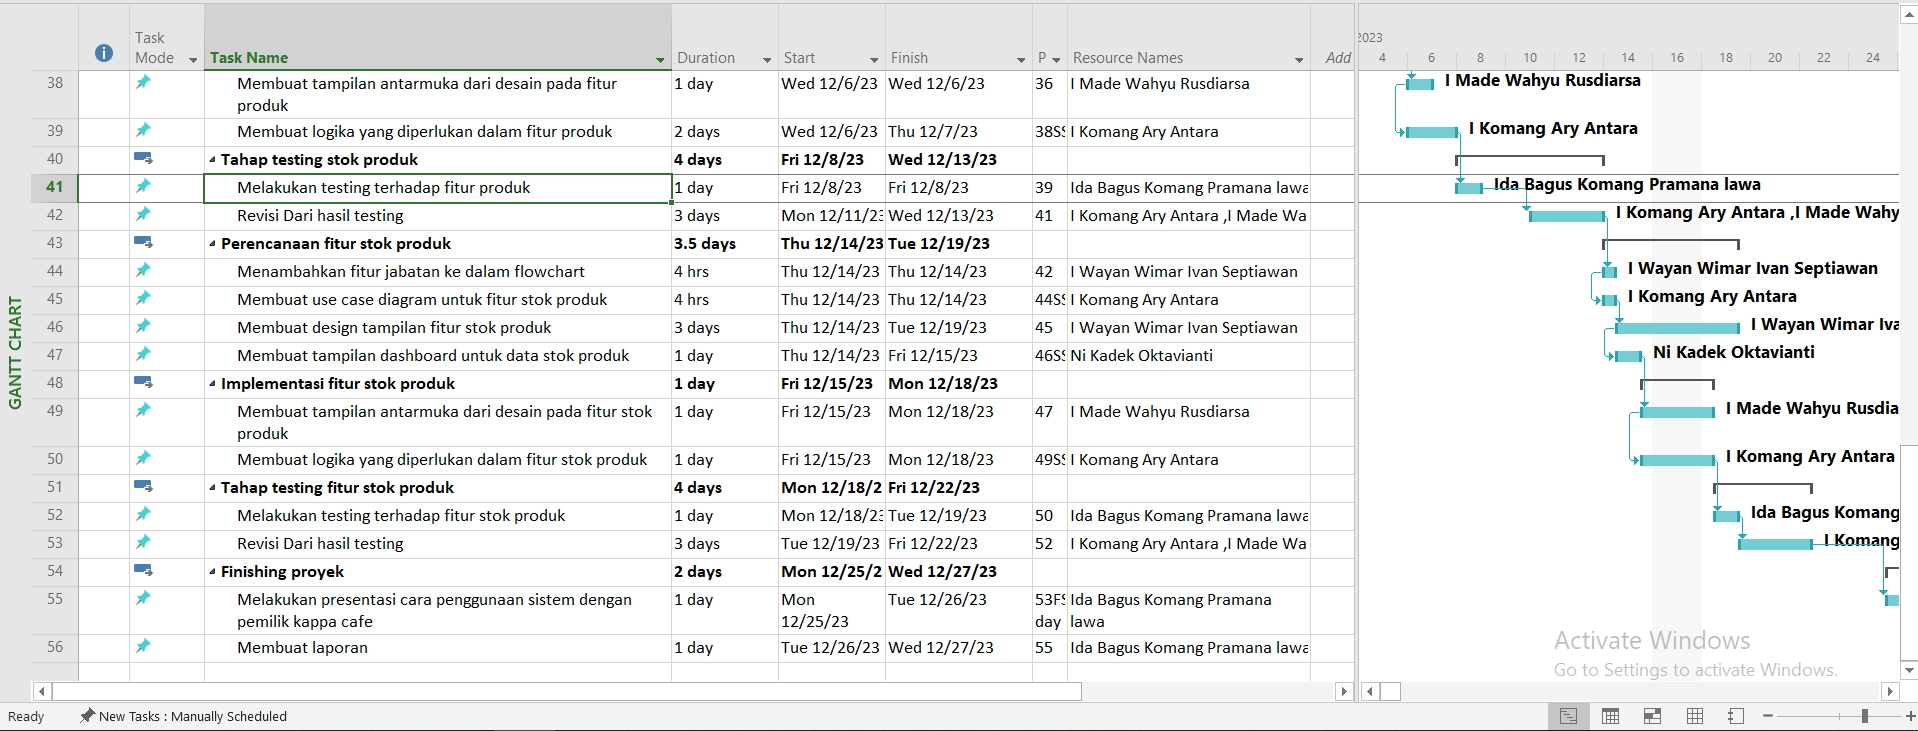 2023
Task
Mode
Task Name Duration Start Finish P Resource Names Add
4 6 8 10 12 14 16 18 20 22 24
38 Membuat tampilan antarmuka dari desain pada fitur 1 day Wed 12/6/23 Wed 12/6/23 36 I Made Wahyu Rusdiarsa I Made Wahyu Rusdiarsa
produk
39 Membuat logika yang diperlukan dalam fitur produk 2 days Wed 12/6/23 Thu 12/7/23 38SS I Komang Ary Antara I Komang Ary Antara
40 Tahap testing stok produk 4 days Fri 12/8/23 Wed 12/13/23
41 Melakukan testing terhadap fitur produk 1 day Fri 12/8/23 Fri 12/8/23 39 Ida Bagus Komang Pramana lawa Ida Bagus Komang Pramana lawa
42 Revisi Dari hasil testing 3 days Mon 12/11/23 Wed 12/13/23 41 I Komang Ary Antara ,I Made Wa I Komang Ary Antara ,I Made Wahy
43 Perencanaan fitur stok produk 3.5 days Thu 12/14/23 Tue 12/19/23
44 Menambahkan fitur jabatan ke dalam flowchart 4 hrs Thu 12/14/23 Thu 12/14/23 42 I Wayan Wimar Ivan Septiawan I Wayan Wimar Ivan Septiawan
45 Membuat use case diagram untuk fitur stok produk 4 hrs Thu 12/14/23 Thu 12/14/23 44SS I Komang Ary Antara I Komang Ary Antara
46 Membuat design tampilan fitur stok produk 3 days Thu 12/14/23 Tue 12/19/23 45 I Wayan Wimar Ivan Septiawan I Wayan Wimar Iva
47 Membuat tampilan dashboard untuk data stok produk 1 day Thu 12/14/23 Fri 12/15/23 46SS Ni Kadek Oktavianti Ni Kadek Oktavianti
48 Implementasi fitur stok produk 1 day Fri 12/15/23 Mon 12/18/23
49 Membuat tampilan antarmuka dari desain pada fitur stok 1 day Fri 12/15/23 Mon 12/18/23 47 I Made Wahyu Rusdiarsa I Made Wahyu Rusdia
produk
50 Membuat logika yang diperlukan dalam fitur stok produk 1 day Fri 12/15/23 Mon 12/18/23 49SS I Komang Ary Antara I Komang Ary Antara
51 Tahap testing fitur stok produk 4 days Mon 12/18/2 Fri 12/22/23
52 Melakukan testing terhadap fitur stok produk 1 day Mon 12/18/23 Tue 12/19/23 50 Ida Bagus Komang Pramana lawa Ida Bagus Komang
53 Revisi Dari hasil testing 3 days Tue 12/19/23 Fri 12/22/23 52 I Komang Ary Antara ,I Made Wa I Komang
54 Finishing proyek 2 days Mon 12/25/2 Wed 12/27/23
55 Melakukan presentasi cara penggunaan sistem dengan 1 day Mon Tue 12/26/23 53FS Ida Bagus Komang Pramana
pemilik kappa cafe 12/25/23 day lawa
56 Membuat laporan 1 day Tue 12/26/23 Wed 12/27/23 55 Ida Bagus Komang Pramana lawa
GANTT CHART
Activate Windows
Go to Settings to activate Windows.
Ready New Tasks : Manually Scheduled